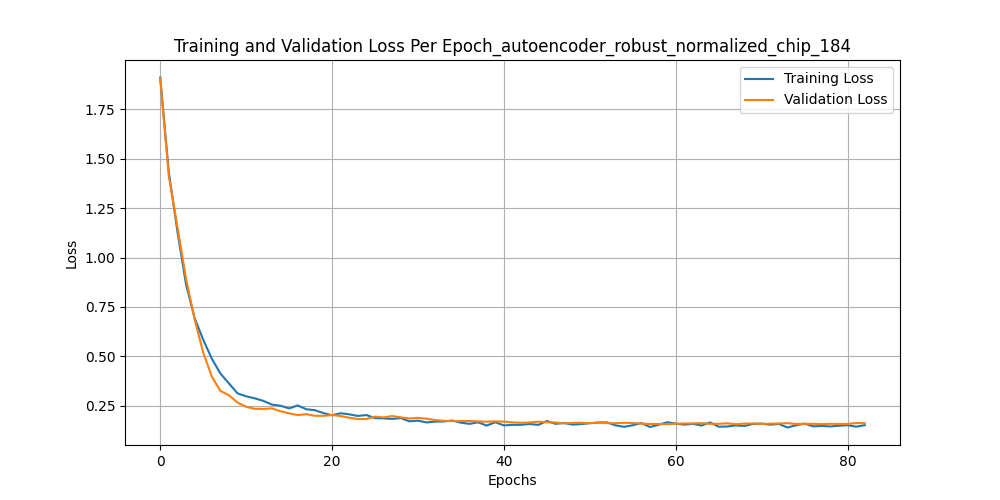 Training and Validation Loss Per Epoch_autoencoder_robust_normalized_chip_184
Training Loss
Validation Loss
1.75
1.50
1.25
1.00
0.75
0.50
0.25
Loss
0 20 40 60 80
Epochs